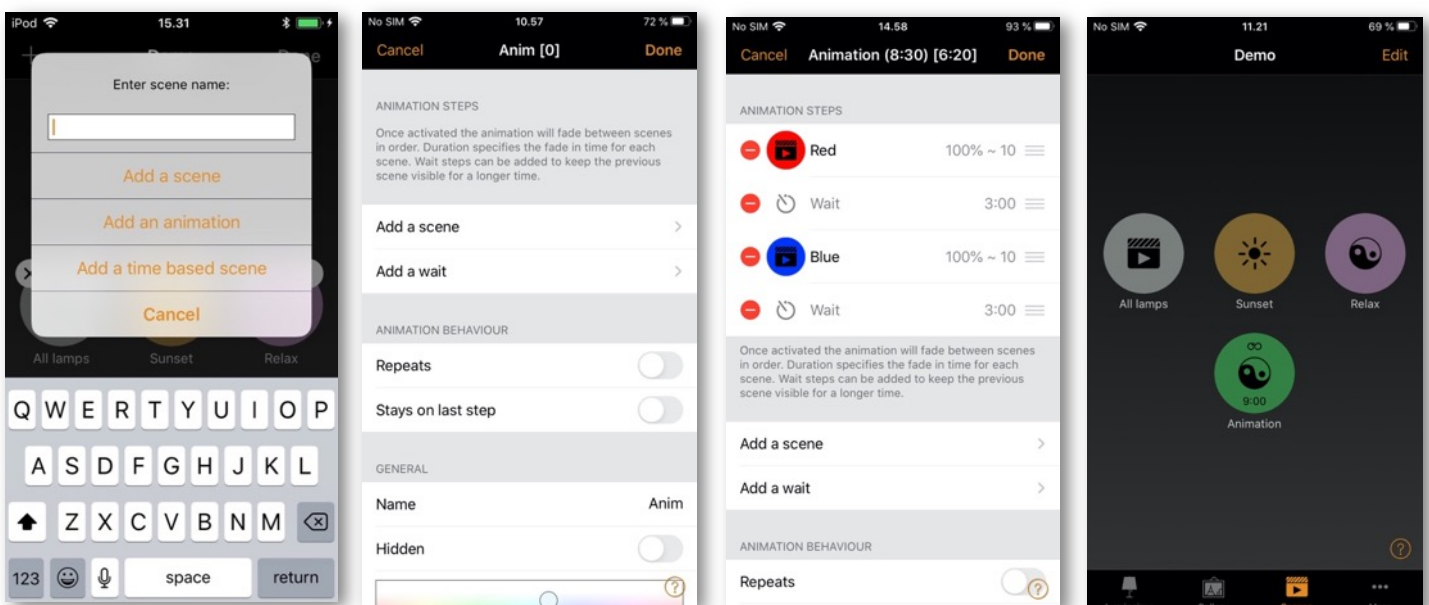 iPod
15.31
Demo
Done
Enter scene name:
Add a scene
Add an animation
Add a time based scene
Cancel
All lamps
Sunset
Relax
Q W E R T Y U I O P
A S D F G H J K L
Z X C V B N M
123
space
return
No SIM
10.57
72 %
Cancel
Anim [0]
Done
ANIMATION STEPS
Once activated the animation will fade between scenes
in order. Duration specifies the fade in time for each
scene. Wait steps can be added to keep the previous
scene visible for a longer time.
Add a scene
Add a wait
ANIMATION BEHAVIOUR
Repeats
Stays on last step
GENERAL
Name
Anim
Hidden
?
No SIM
14.58
93 %
Cancel
Animation (8:30) [6:20]
Done
ANIMATION STEPS
Red
100% ~ 10
Wait
3:00
Blue
100% ~ 10
Wait
3:00
Once activated the animation will fade between scenes
in order. Duration specifies the fade in time for each
scene. Wait steps can be added to keep the previous
scene visible for a longer time.
Add a scene
Add a wait
ANIMATION BEHAVIOUR
Repeats
?
No SIM
11.21
69 %
Demo
Edit
All lamps
Sunset
Relax
∞
9:00
Animation
?